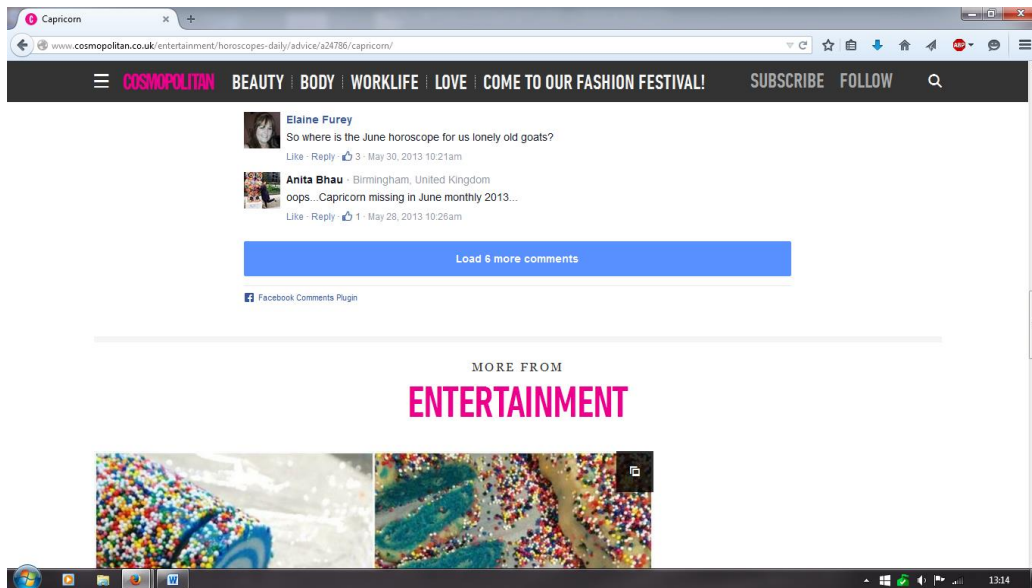 Capricorn
www.cosmopolitan.co.uk/entertainment/horoscopes-daily/advice/a24786/capricorn/
ABP
COSMOPOLITAN BEAUTY BODY WORKLIFE LOVE COME TO OUR FASHION FESTIVAL! SUBSCRIBE FOLLOW
Elaine Furey
So where is the June horoscope for us lonely old goats?
Like · Reply · 3 · May 30, 2013 10:21am
Anita Bhau · Birmingham, United Kingdom
oops...Capricorn missing in June monthly 2013...
Like · Reply · 1 · May 28, 2013 10:26am
Load 6 more comments
Facebook Comments Plugin
MORE FROM
ENTERTAINMENT
13:14